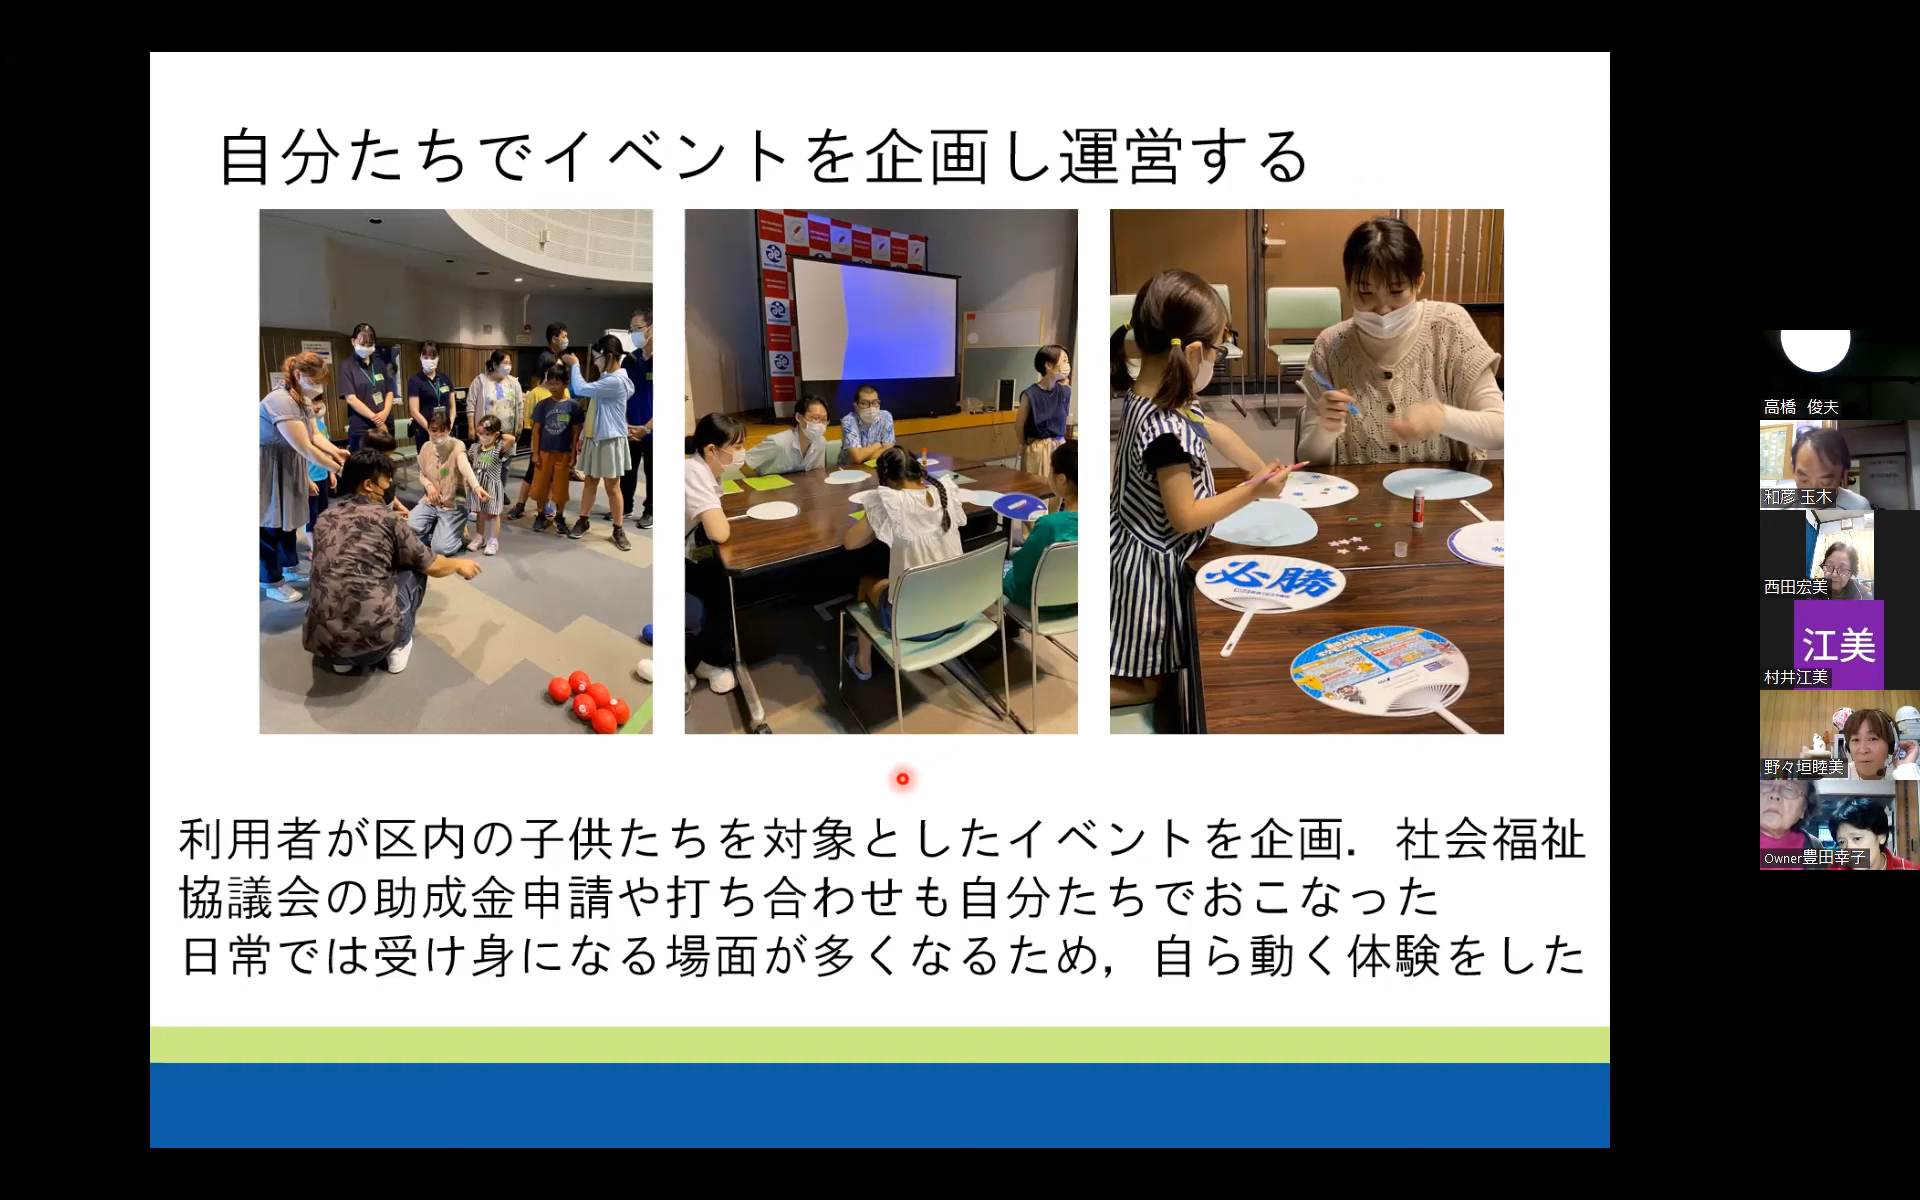 自分たちでイベントを企画し運営する
必勝
利用者が区内の子供たちを対象としたイベントを企画．社会福祉
協議会の助成金申請や打ち合わせも自分たちでおこなった
日常では受け身になる場面が多くなるため，自ら動く体験をした
高橋 俊夫
和彦 玉木
西田宏美
江美
村井江美
野々垣睦美
Owner豊田幸子